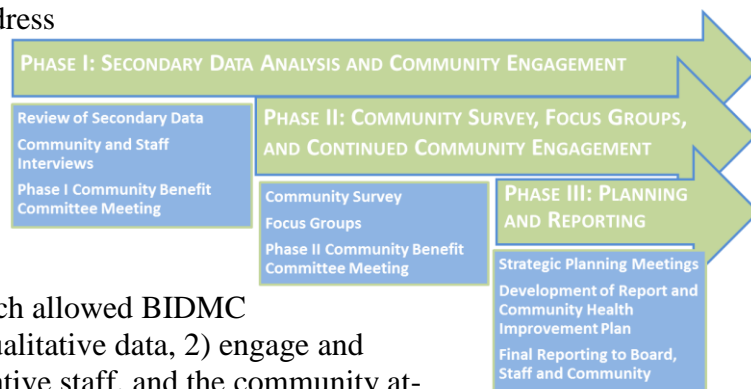 dress
PHASE I: SECONDARY DATA ANALYSIS AND COMMUNITY ENGAGEMENT
Review of Secondary Data
Community and Staff
Interviews
Phase I Community Benefit
Committee Meeting
PHASE II: COMMUNITY SURVEY, FOCUS GROUPS,
AND CONTINUED COMMUNITY ENGAGEMENT
Community Survey
Focus Groups
Phase II Community Benefit
Committee Meeting
PHASE III: PLANNING
AND REPORTING
Strategic Planning Meetings
Development of Report and
Community Health
Improvement Plan
Final Reporting to Board,
Staff and Community
ch allowed BIDMC
ualitative data, 2) engage and
ative staff, and the community at-